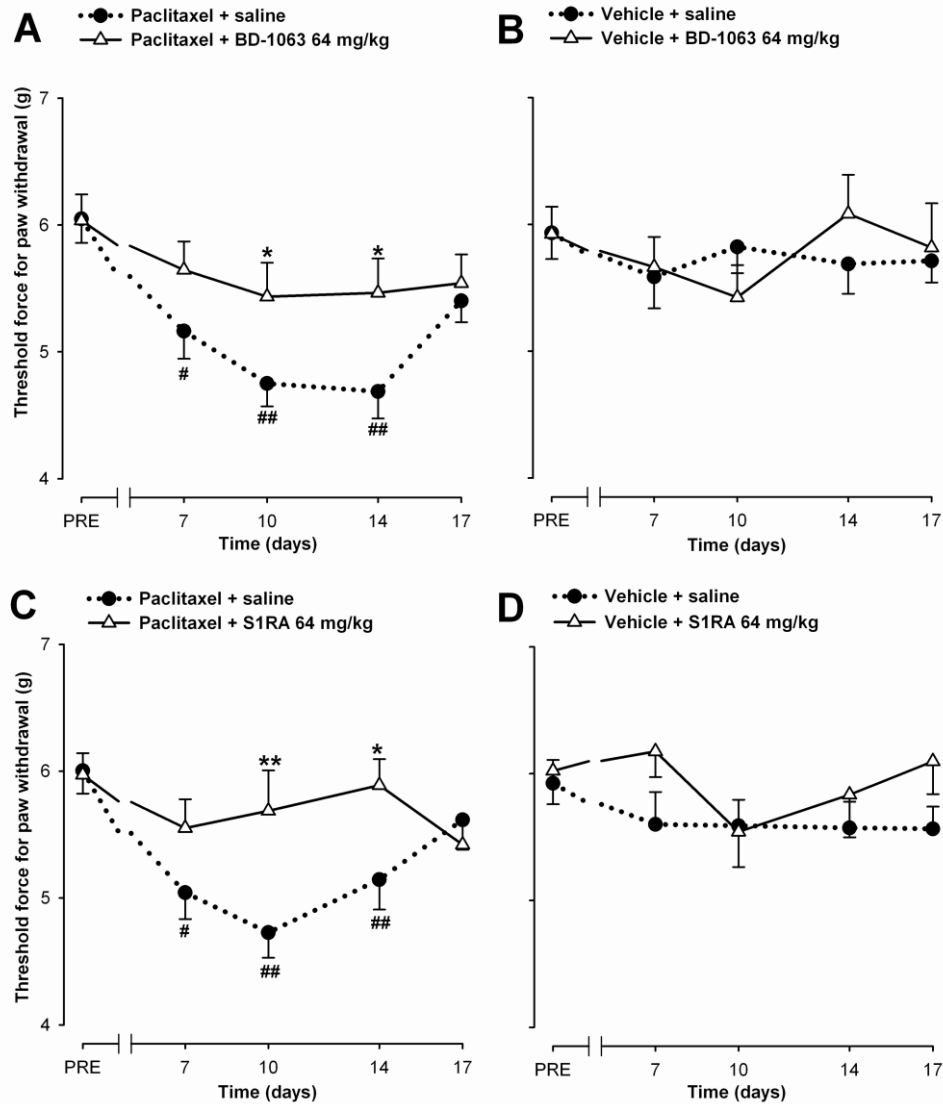 A
Paclitaxel + saline
Paclitaxel + BD-1063 64 mg/kg
Threshold force for paw withdrawal (g)
7
6
5
4
*
*
#
##
##
PRE
7
10
14
17
Time (days)
B
Vehicle + saline
Vehicle + BD-1063 64 mg/kg
PRE
7
10
14
17
Time (days)
C
Paclitaxel + saline
Paclitaxel + S1RA 64 mg/kg
Threshold force for paw withdrawal (g)
7
6
5
4
**
*
#
##
##
PRE
7
10
14
17
Time (days)
D
Vehicle + saline
Vehicle + S1RA 64 mg/kg
PRE
7
10
14
17
Time (days)